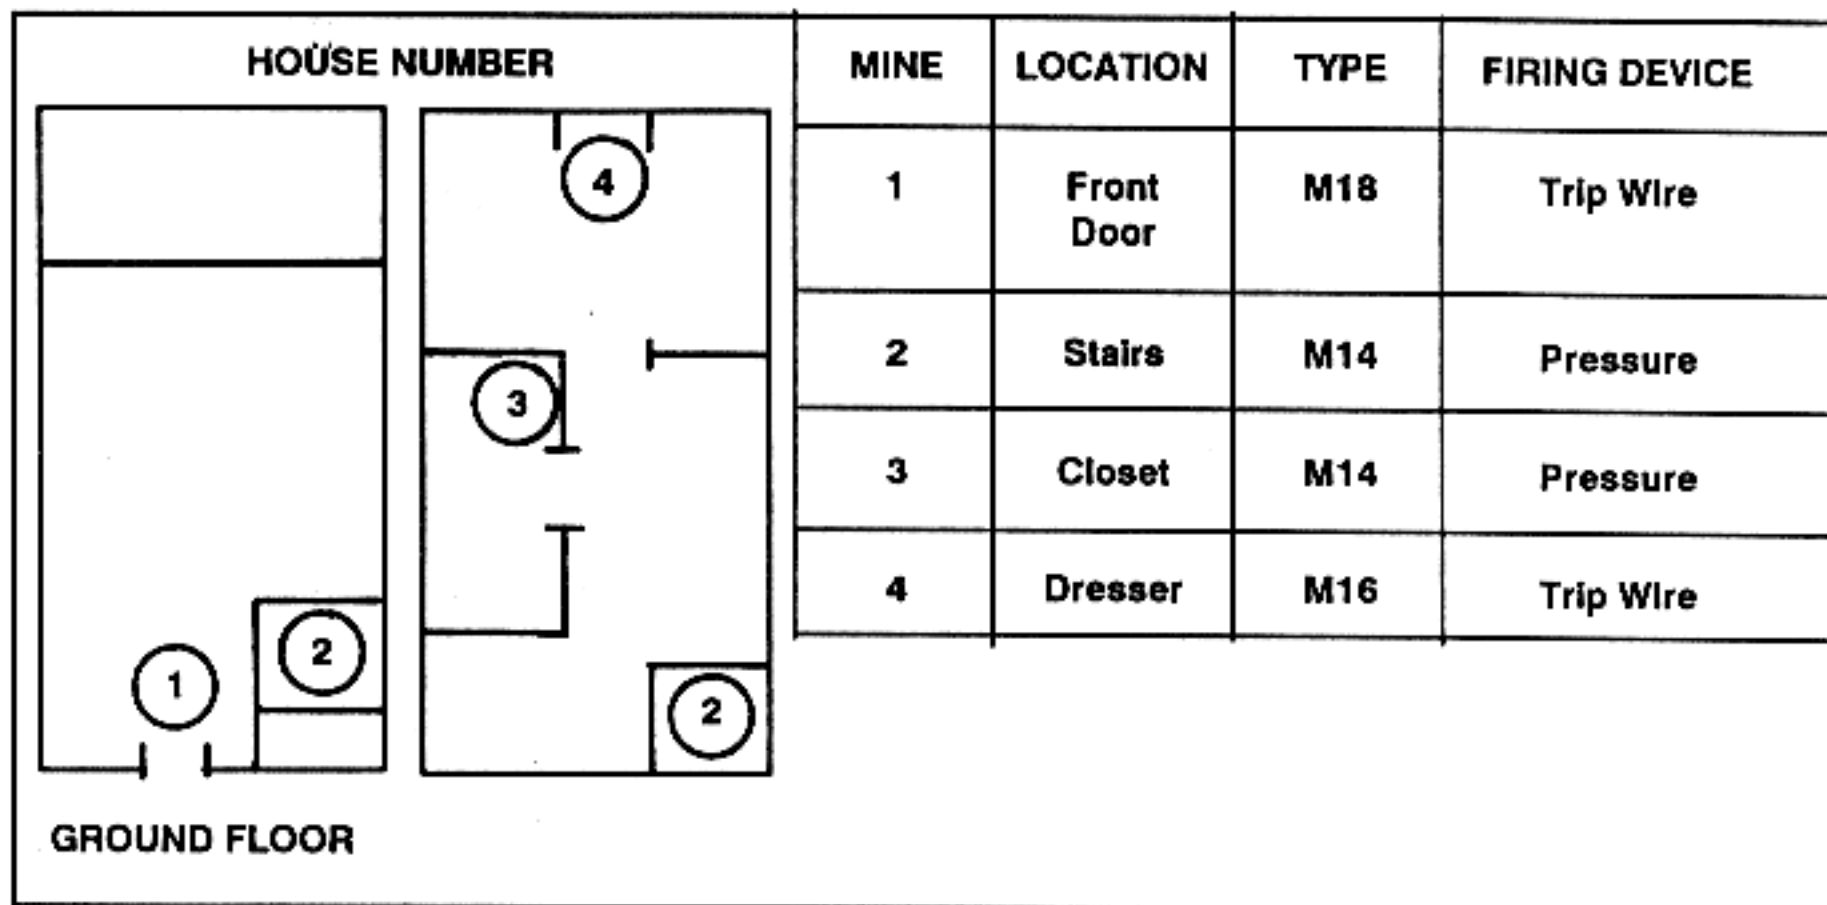 HOUSE NUMBER
4
3
2
1
2
GROUND FLOOR
MINE LOCATION TYPE FIRING DEVICE
1 Front Door M18 Trip Wire
2 Stairs M14 Pressure
3 Closet M14 Pressure
4 Dresser M16 Trip Wire